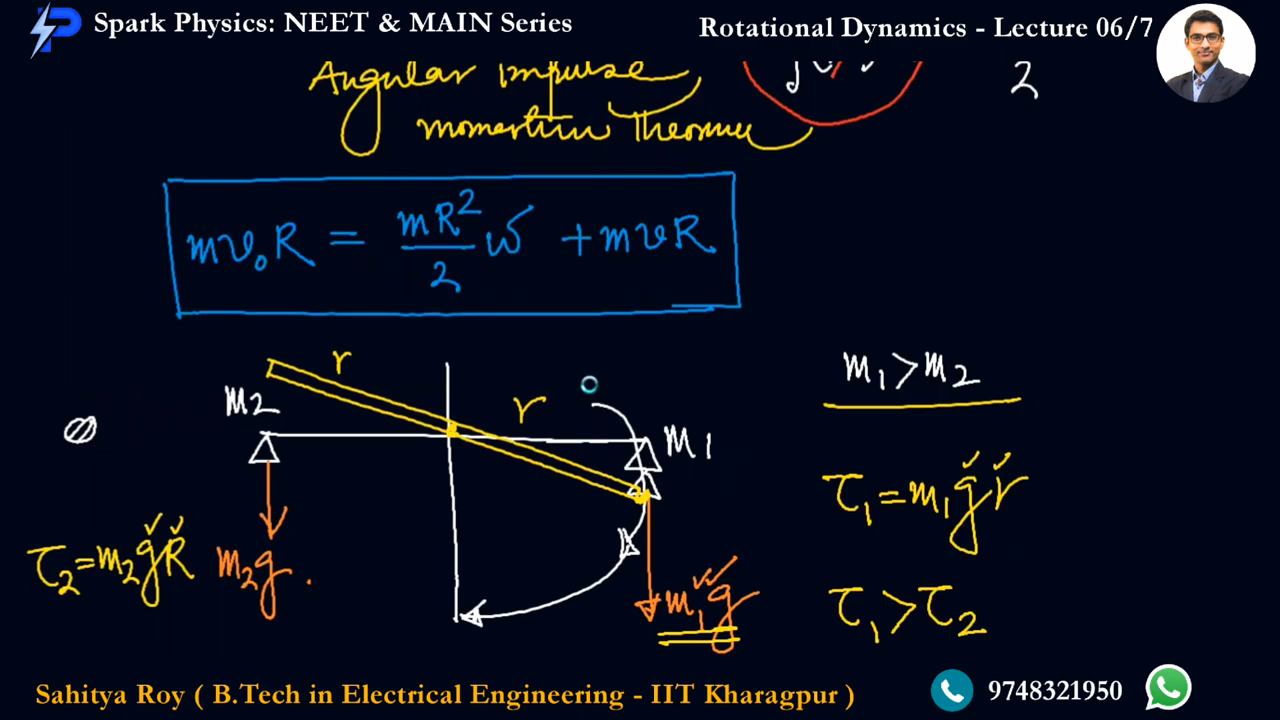 Spark Physics: NEET & MAIN Series
Rotational Dynamics - Lecture 06/7
Angular impulse
momentum Theorem
2
mv₀R = mR²/2 ω + mvR
r
r
m₁>m₂
m2
m1
τ₁=m₁gr
τ₂=m₂gR
m₂g
m₁g
τ₁>τ₂
Sahitya Roy ( B.Tech in Electrical Engineering - IIT Kharagpur )
9748321950